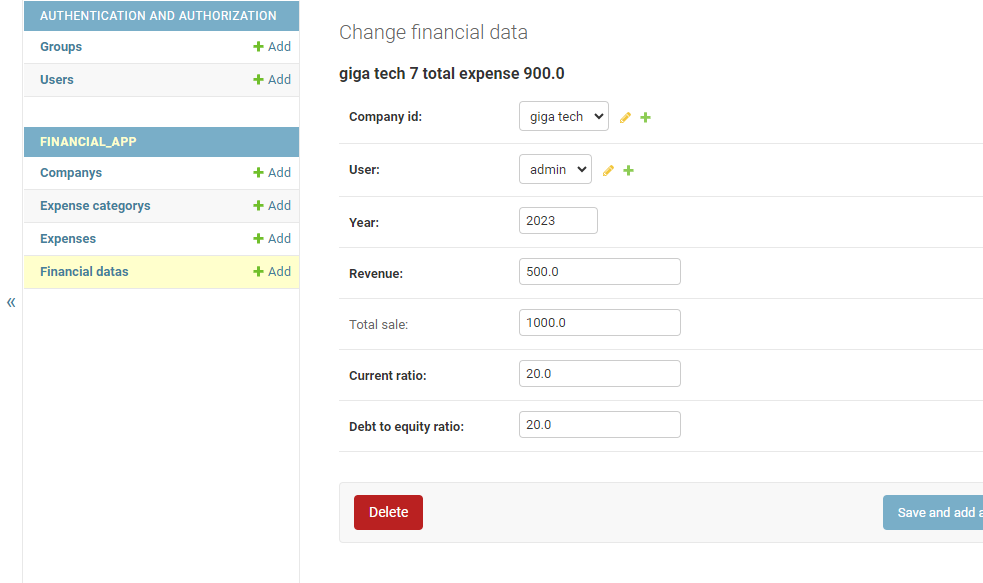 AUTHENTICATION AND AUTHORIZATION
Groups + Add
Users + Add
FINANCIAL_APP
Companys + Add
Expense categorys + Add
Expenses + Add
Financial datas + Add
«
Change financial data
giga tech 7 total expense 900.0
Company id: giga tech
User: admin
Year: 2023
Revenue: 500.0
Total sale: 1000.0
Current ratio: 20.0
Debt to equity ratio: 20.0
Delete
Save and add a